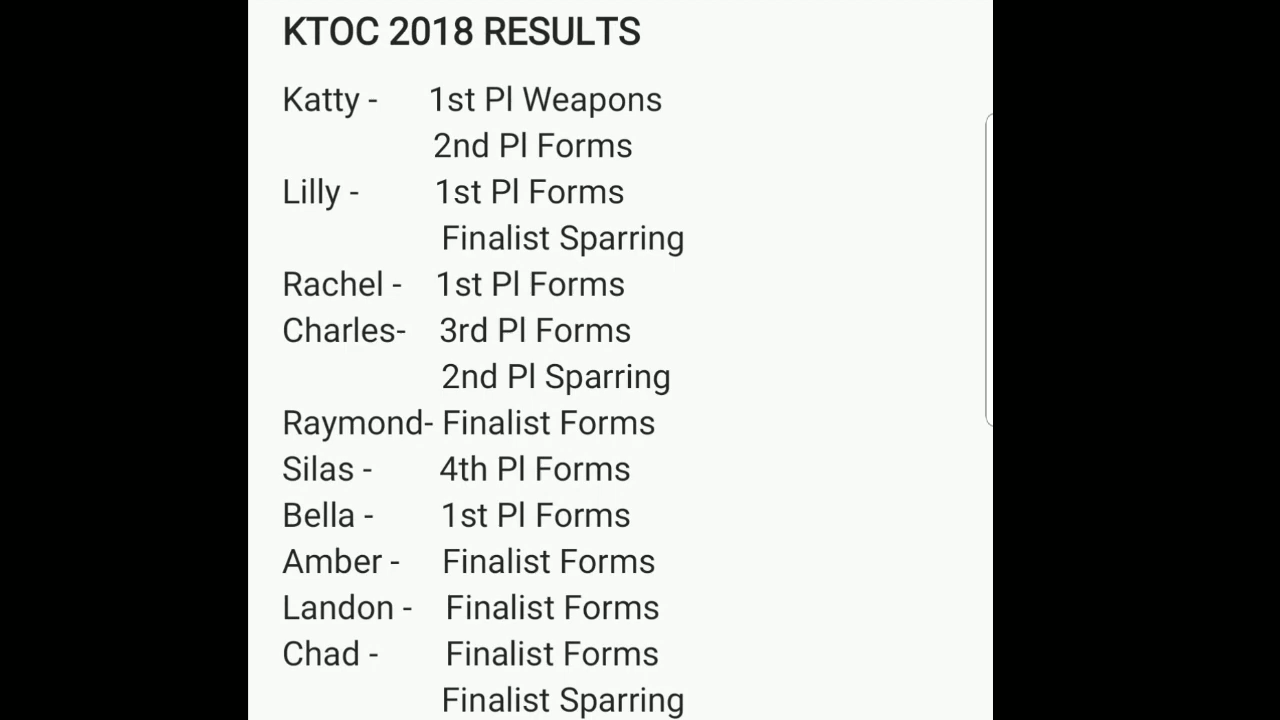 KTOC 2018 RESULTS
Katty - 1st Pl Weapons
2nd Pl Forms
Lilly - 1st Pl Forms
Finalist Sparring
Rachel - 1st Pl Forms
Charles- 3rd Pl Forms
2nd Pl Sparring
Raymond- Finalist Forms
Silas - 4th Pl Forms
Bella - 1st Pl Forms
Amber - Finalist Forms
Landon - Finalist Forms
Chad - Finalist Forms
Finalist Sparring